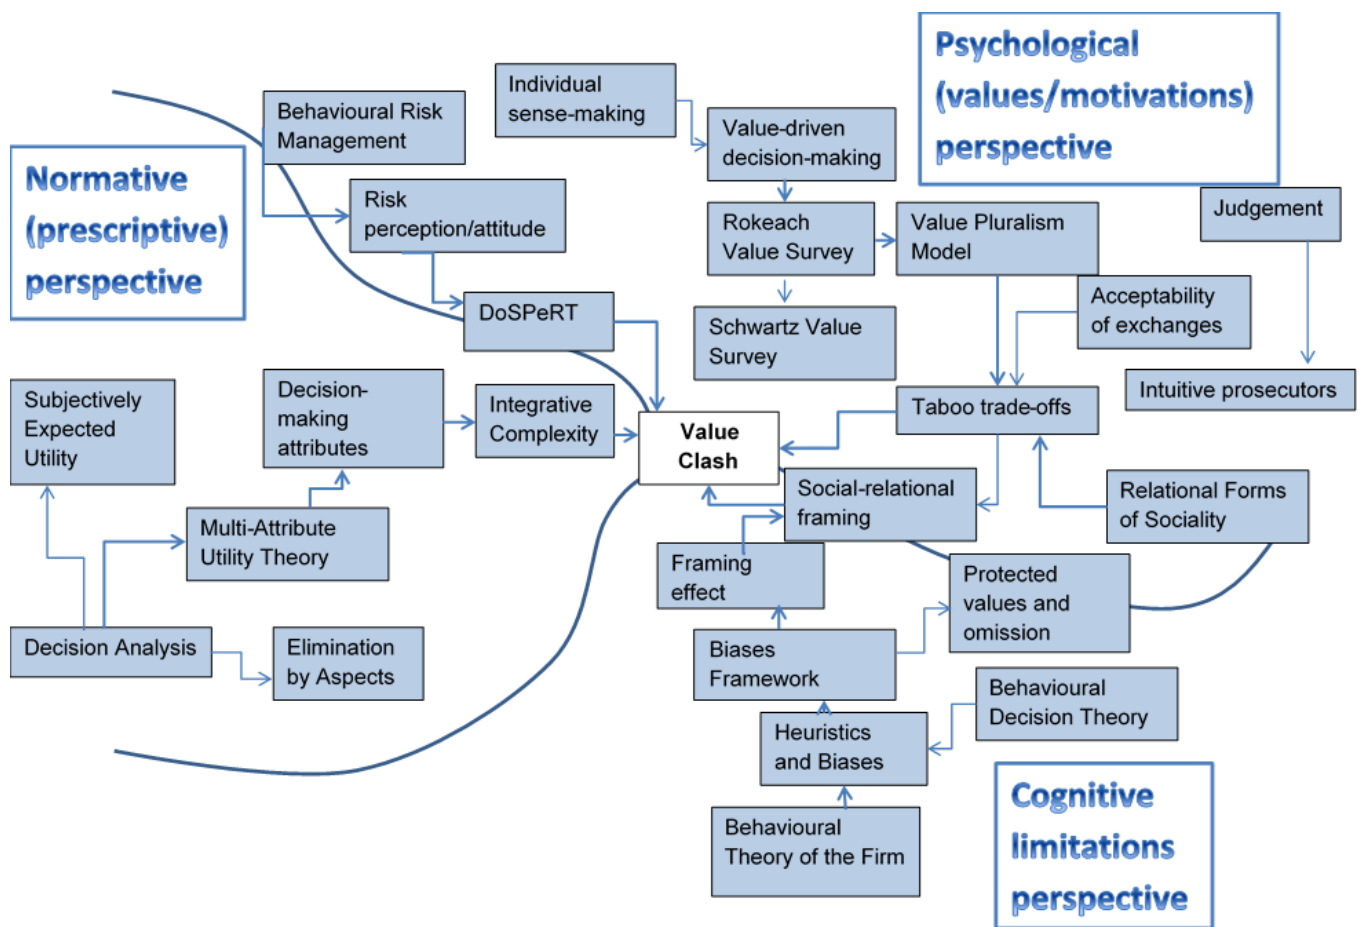 Psychological
(values/motivations)
perspective
Individual
sense-making
Behavioural Risk
Management
Value-driven
decision-making
Normative
(prescriptive)
perspective
Risk
perception/attitude
Rokeach
Value Survey
Value Pluralism
Model
Judgement
Acceptability
of exchanges
DoSPeRT
Schwartz Value
Survey
Subjectively
Expected
Utility
Decision-
making
attributes
Integrative
Complexity
Value
Clash
Taboo trade-offs
Intuitive prosecutors
Social-relational
framing
Relational Forms
of Sociality
Multi-Attribute
Utility Theory
Framing
effect
Protected
values and
omission
Decision Analysis
Elimination
by Aspects
Biases
Framework
Behavioural
Decision Theory
Heuristics
and Biases
Behavioural
Theory of the Firm
Cognitive
limitations
perspective